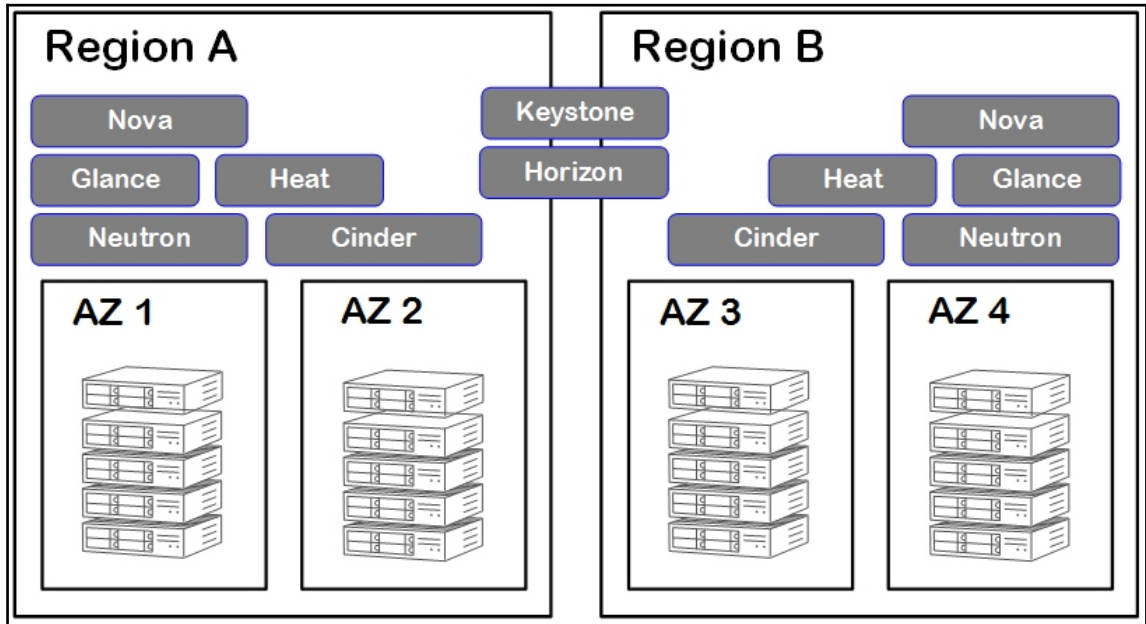 Region A
Nova
Glance
Heat
Neutron
Cinder
AZ 1
AZ 2
Keystone
Horizon
Region B
Nova
Heat
Glance
Cinder
Neutron
AZ 3
AZ 4